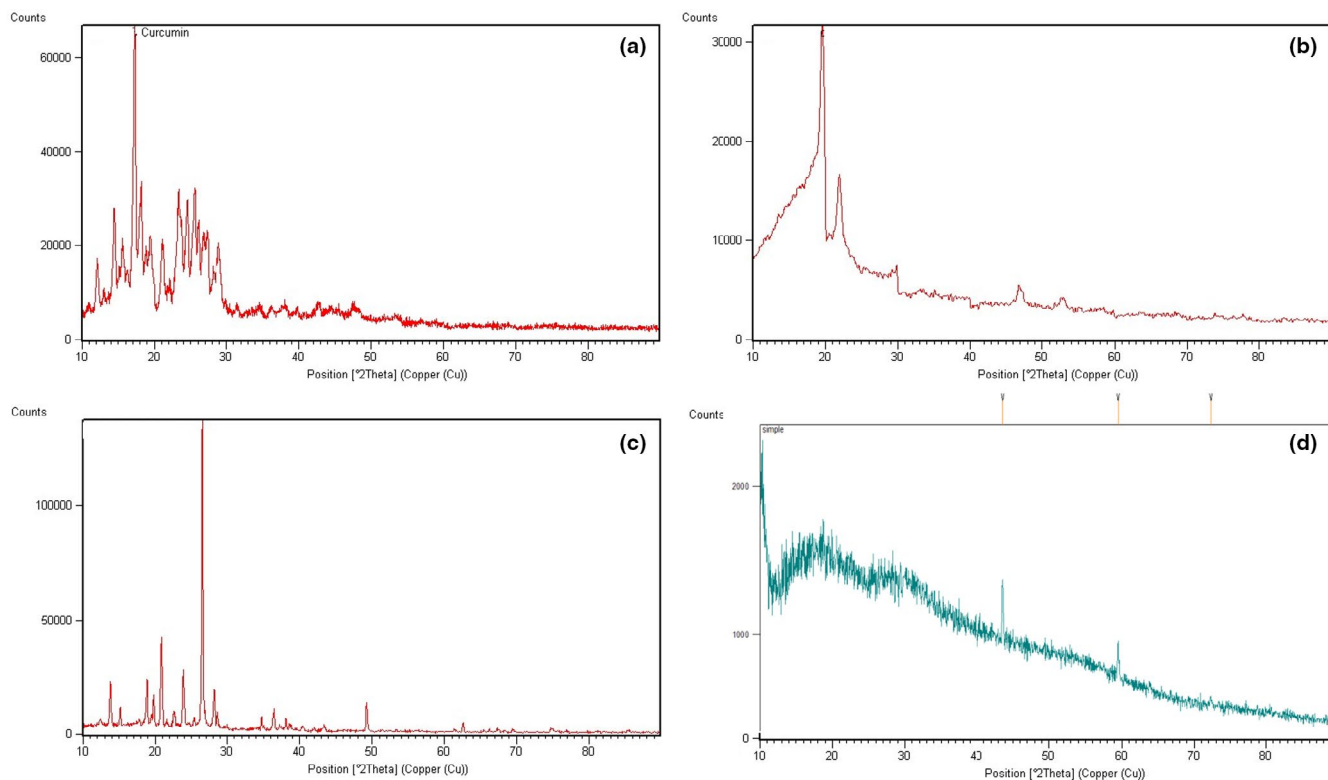 Counts
Curcumin
(a)
60000
40000
20000
0
10 20 30 40 50 60 70 80
Position [°2Theta] (Copper (Cu))
(b)
30000
20000
10000
0
10 20 30 40 50 60 70 80
Position [°2Theta] (Copper (Cu))
Counts
(c)
100000
50000
0
10 20 30 40 50 60 70 80
Position [°2Theta] (Copper (Cu))
Counts
simple
(d)
2000
1000
0
10 20 30 40 50 60 70 80
Position [°2Theta] (Copper (Cu))
Counts